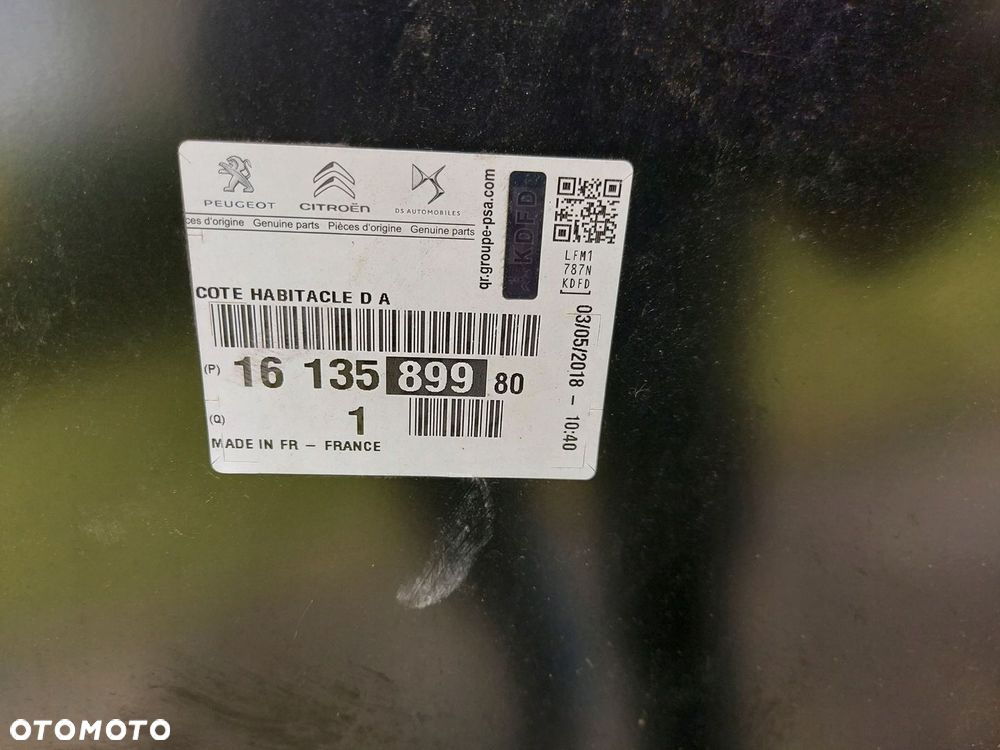 PEUGEOT CITROËN DS AUTOMOBILES
ces d'origine Genuine parts Pièces d'origine Genuine parts
qr.groupe-psa.com
KDFD
LFM1
787N
KDFD
03/05/2018 - 10:40
COTE HABITACLE D A
(P) 16 135 899 80
(Q) 1
MADE IN FR - FRANCE
OTOMOTO